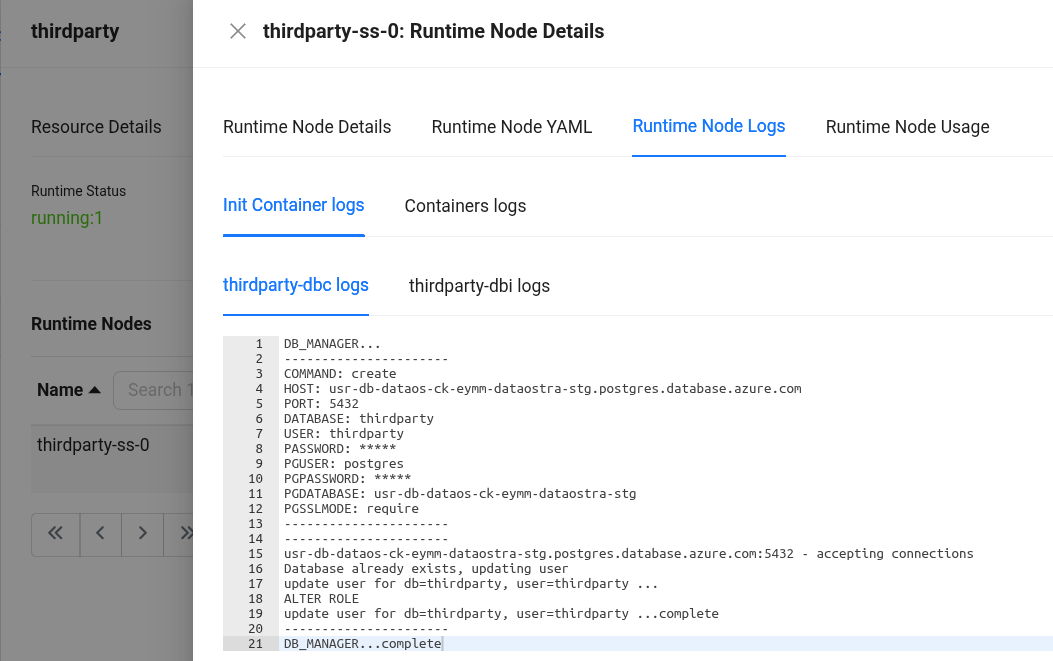 thirdparty
thirdparty-ss-0: Runtime Node Details
Resource Details
Runtime Node Details Runtime Node YAML Runtime Node Logs Runtime Node Usage
Runtime Status
running:1
Init Container logs Containers logs
thirdparty-dbc logs thirdparty-dbi logs
Runtime Nodes
Name Search 1
thirdparty-ss-0
1 DB_MANAGER...
2 ----------------------
3 COMMAND: create
4 HOST: usr-db-dataos-ck-eymm-dataostra-stg.postgres.database.azure.com
5 PORT: 5432
6 DATABASE: thirdparty
7 USER: thirdparty
8 PASSWORD: *****
9 PGUSER: postgres
10 PGPASSWORD: *****
11 PGDATABASE: usr-db-dataos-ck-eymm-dataostra-stg
12 PGSSLMODE: require
13 ----------------------
14 ----------------------
15 usr-db-dataos-ck-eymm-dataostra-stg.postgres.database.azure.com:5432 - accepting connections
16 Database already exists, updating user
17 update user for db=thirdparty, user=thirdparty ...
18 ALTER ROLE
19 update user for db=thirdparty, user=thirdparty ...complete
20 ----------------------
21 DB_MANAGER...complete